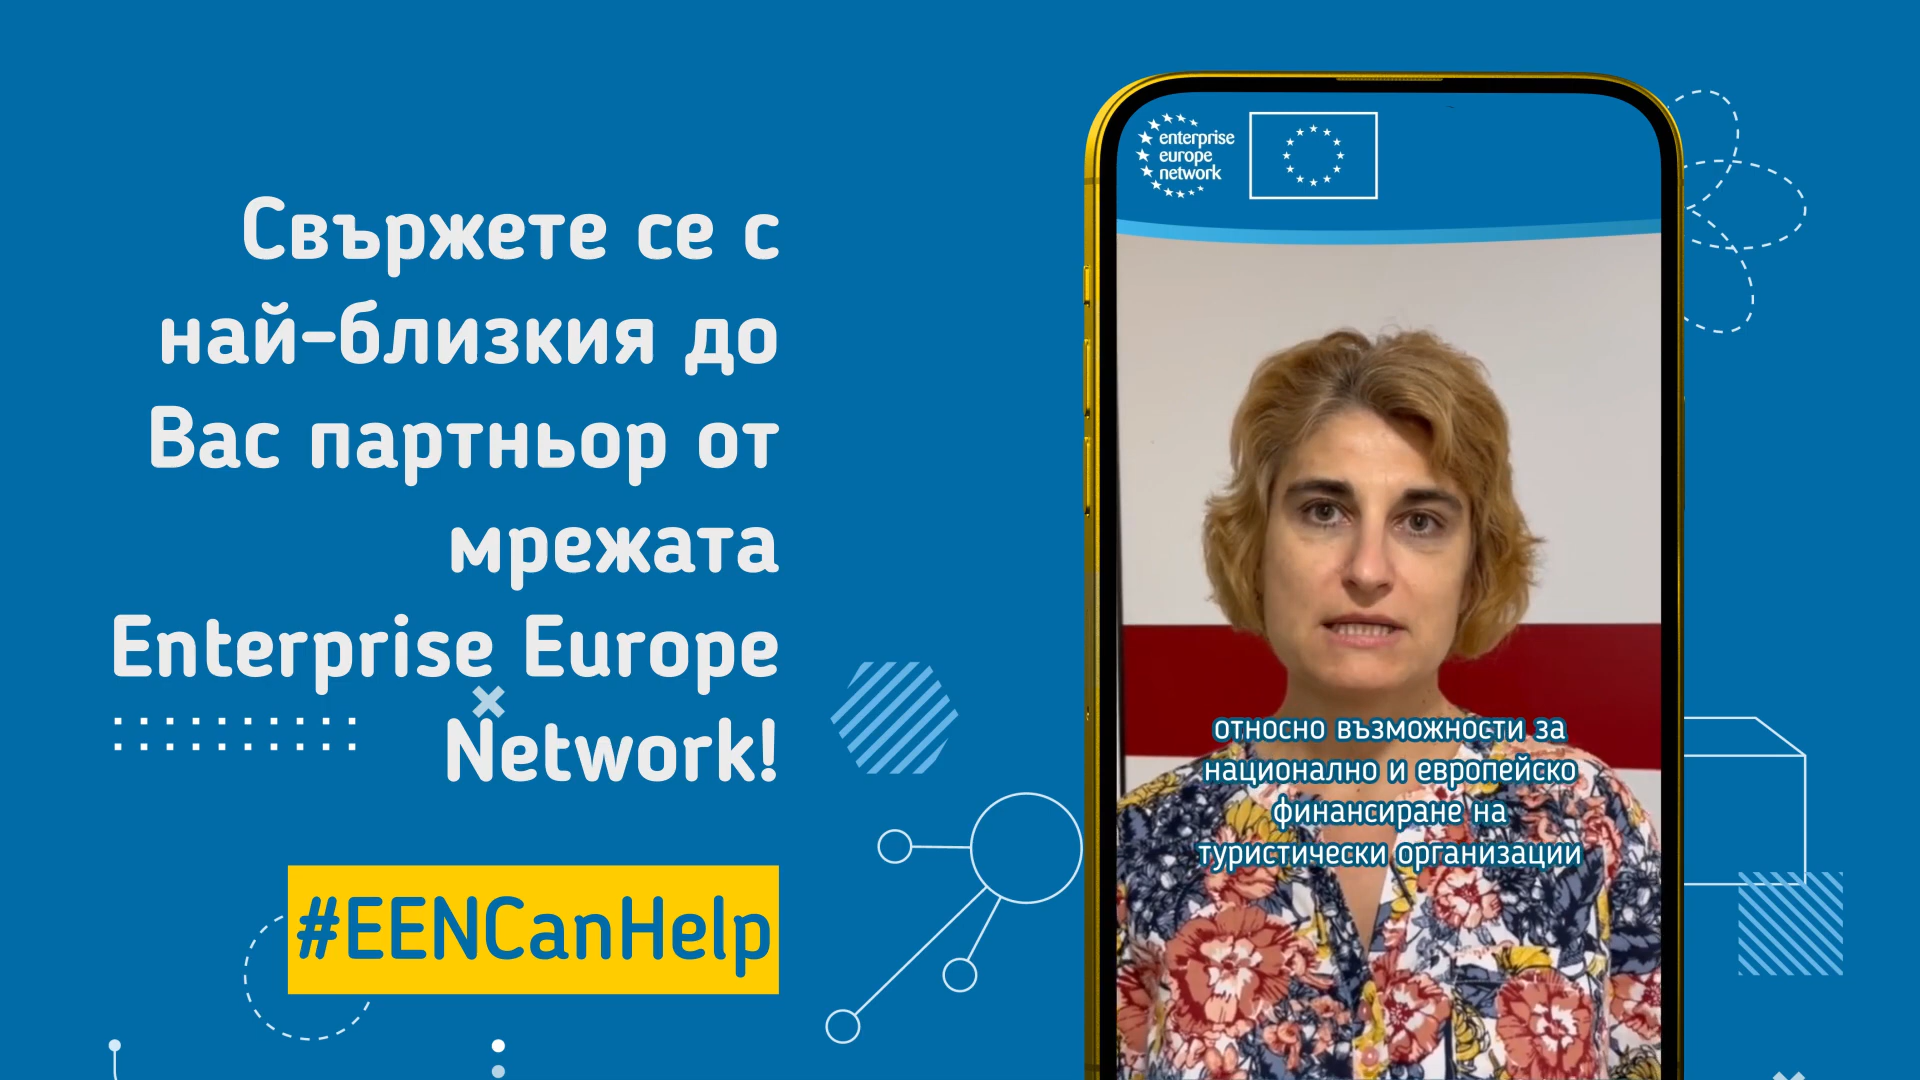 Свържете се с
най-близкия до
Вас партньор от
мрежата
Enterprise Europe
Network!
#EENCanHelp
enterprise
europe
network
относно възможности за
национално и европейско
финансиране на
туристически организации